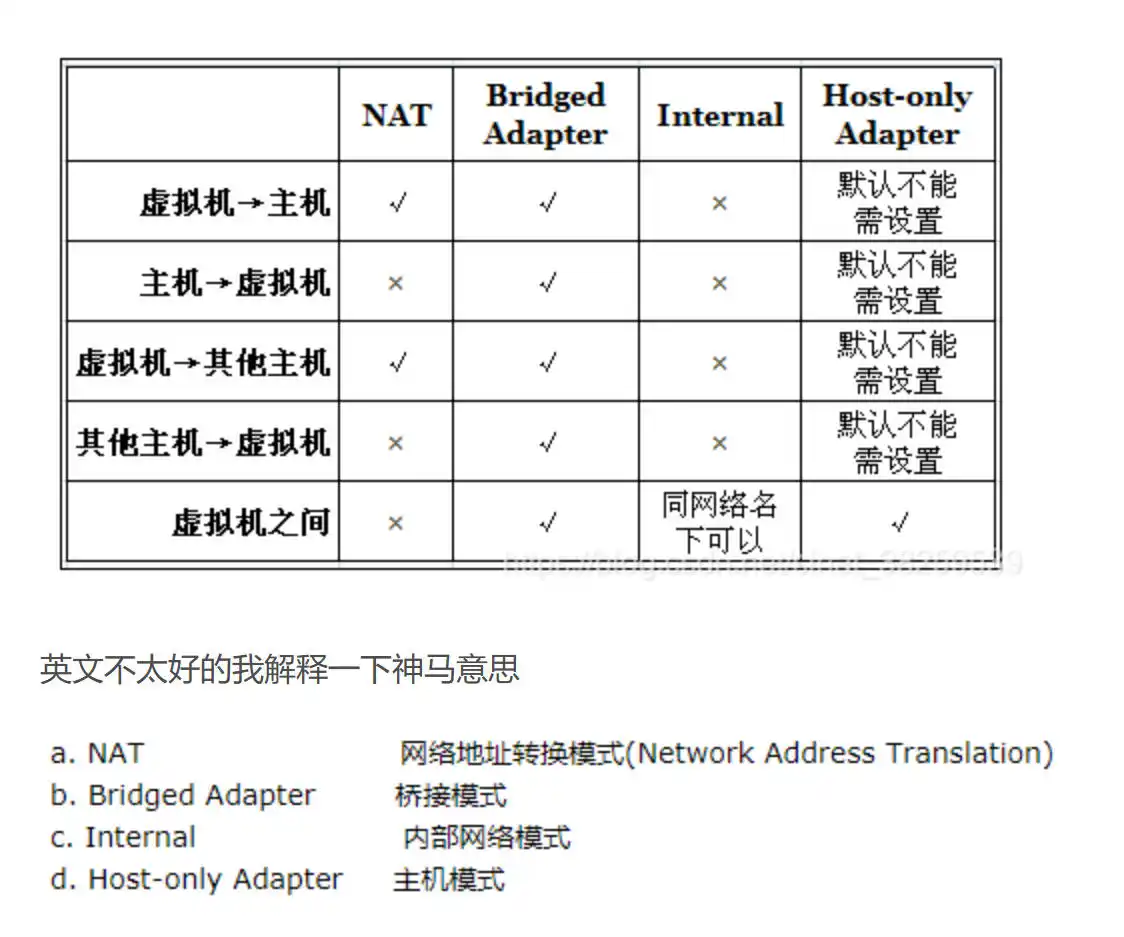 NAT
Bridged
Adapter
Internal
Host-only
Adapter
虚拟机→主机
√
√
×
默认不能
需设置
主机→虚拟机
×
√
×
默认不能
需设置
虚拟机→其他主机
√
√
×
默认不能
需设置
其他主机→虚拟机
×
√
×
默认不能
需设置
虚拟机之间
×
√
同网络名
下可以
√
英文不太好的我解释一下神马意思
a. NAT 网络地址转换模式(Network Address Translation)
b. Bridged Adapter 桥接模式
c. Internal 内部网络模式
d. Host-only Adapter 主机模式